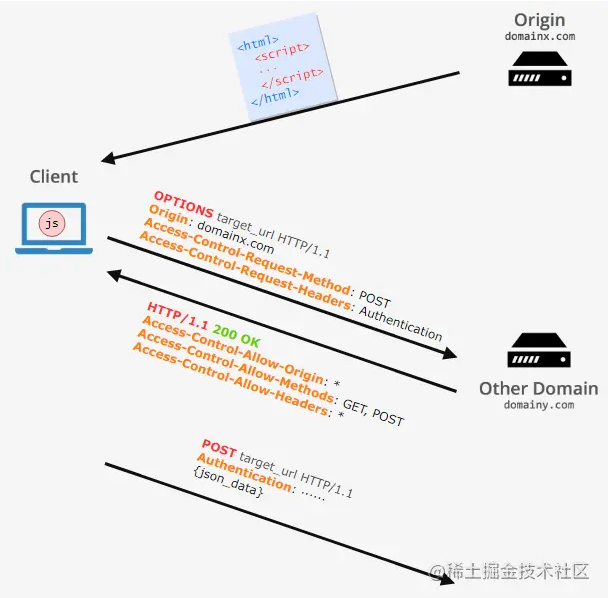 Origin
domainx.com
<html>
<script>
...
</script>
</html>
Client
js
OPTIONS target_url HTTP/1.1
Origin: domainx.com
Access-Control-Request-Method: POST
Access-Control-Request-Headers: Authentication
HTTP/1.1 200 OK
Access-Control-Allow-Origin: *
Access-Control-Allow-Methods: GET, POST
Access-Control-Allow-Headers: *
Other Domain
domainy.com
POST target_url HTTP/1.1
Authentication: ......
{json_data}
@稀土掘金技术社区